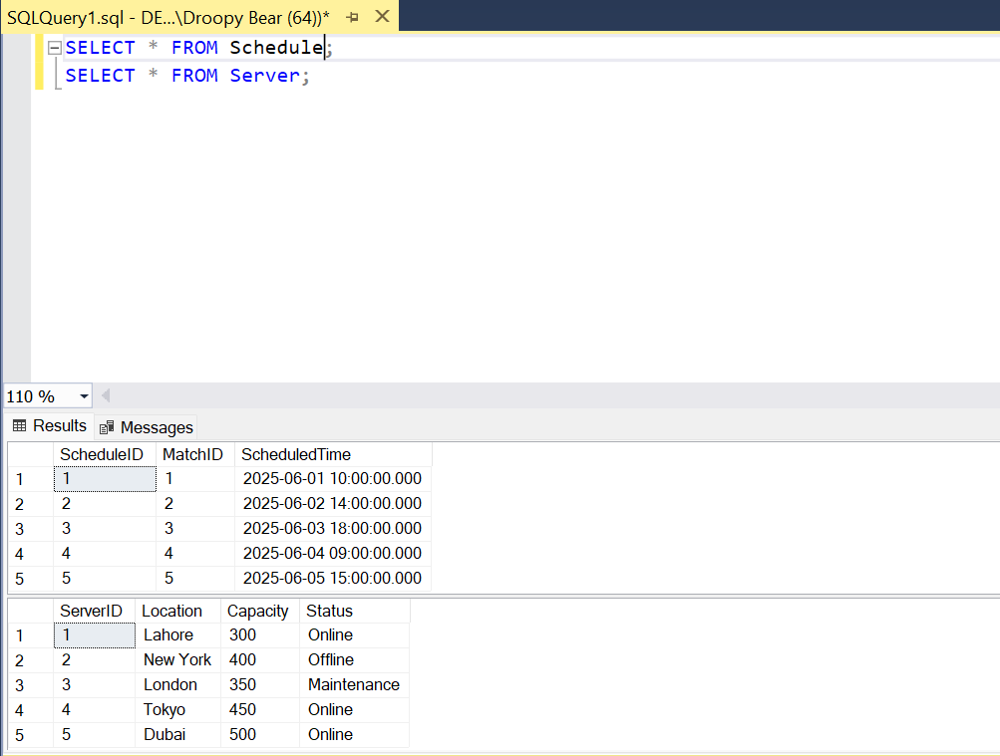 SQLQuery1.sql - DE...\Droopy Bear (64))*
SELECT * FROM Schedule;
SELECT * FROM Server;
110 %
Results Messages
ScheduleID MatchID ScheduledTime
1 1 1 2025-06-01 10:00:00.000
2 2 2 2025-06-02 14:00:00.000
3 3 3 2025-06-03 18:00:00.000
4 4 4 2025-06-04 09:00:00.000
5 5 5 2025-06-05 15:00:00.000
ServerID Location Capacity Status
1 1 Lahore 300 Online
2 2 New York 400 Offline
3 3 London 350 Maintenance
4 4 Tokyo 450 Online
5 5 Dubai 500 Online